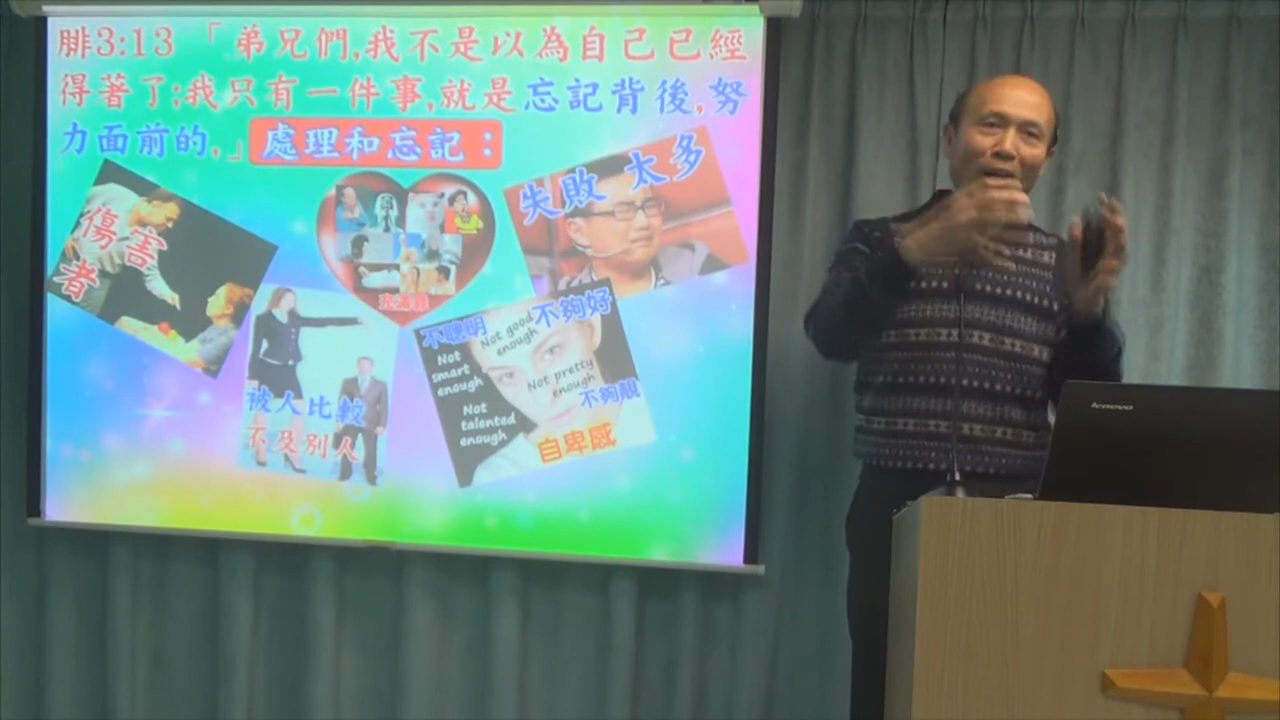 腓3:13 「弟兄們,我不是以為自己已經
得著了;我只有一件事,就是忘記背後,努
力面前的,」處理和忘記：
傷害
者
失敗 太多
被人比較
不及別人
不聰明
不夠好
Not good
enough
Not
smart
enough
Not pretty
enough
不夠靚
Not
talented
enough
自卑感
lenovo